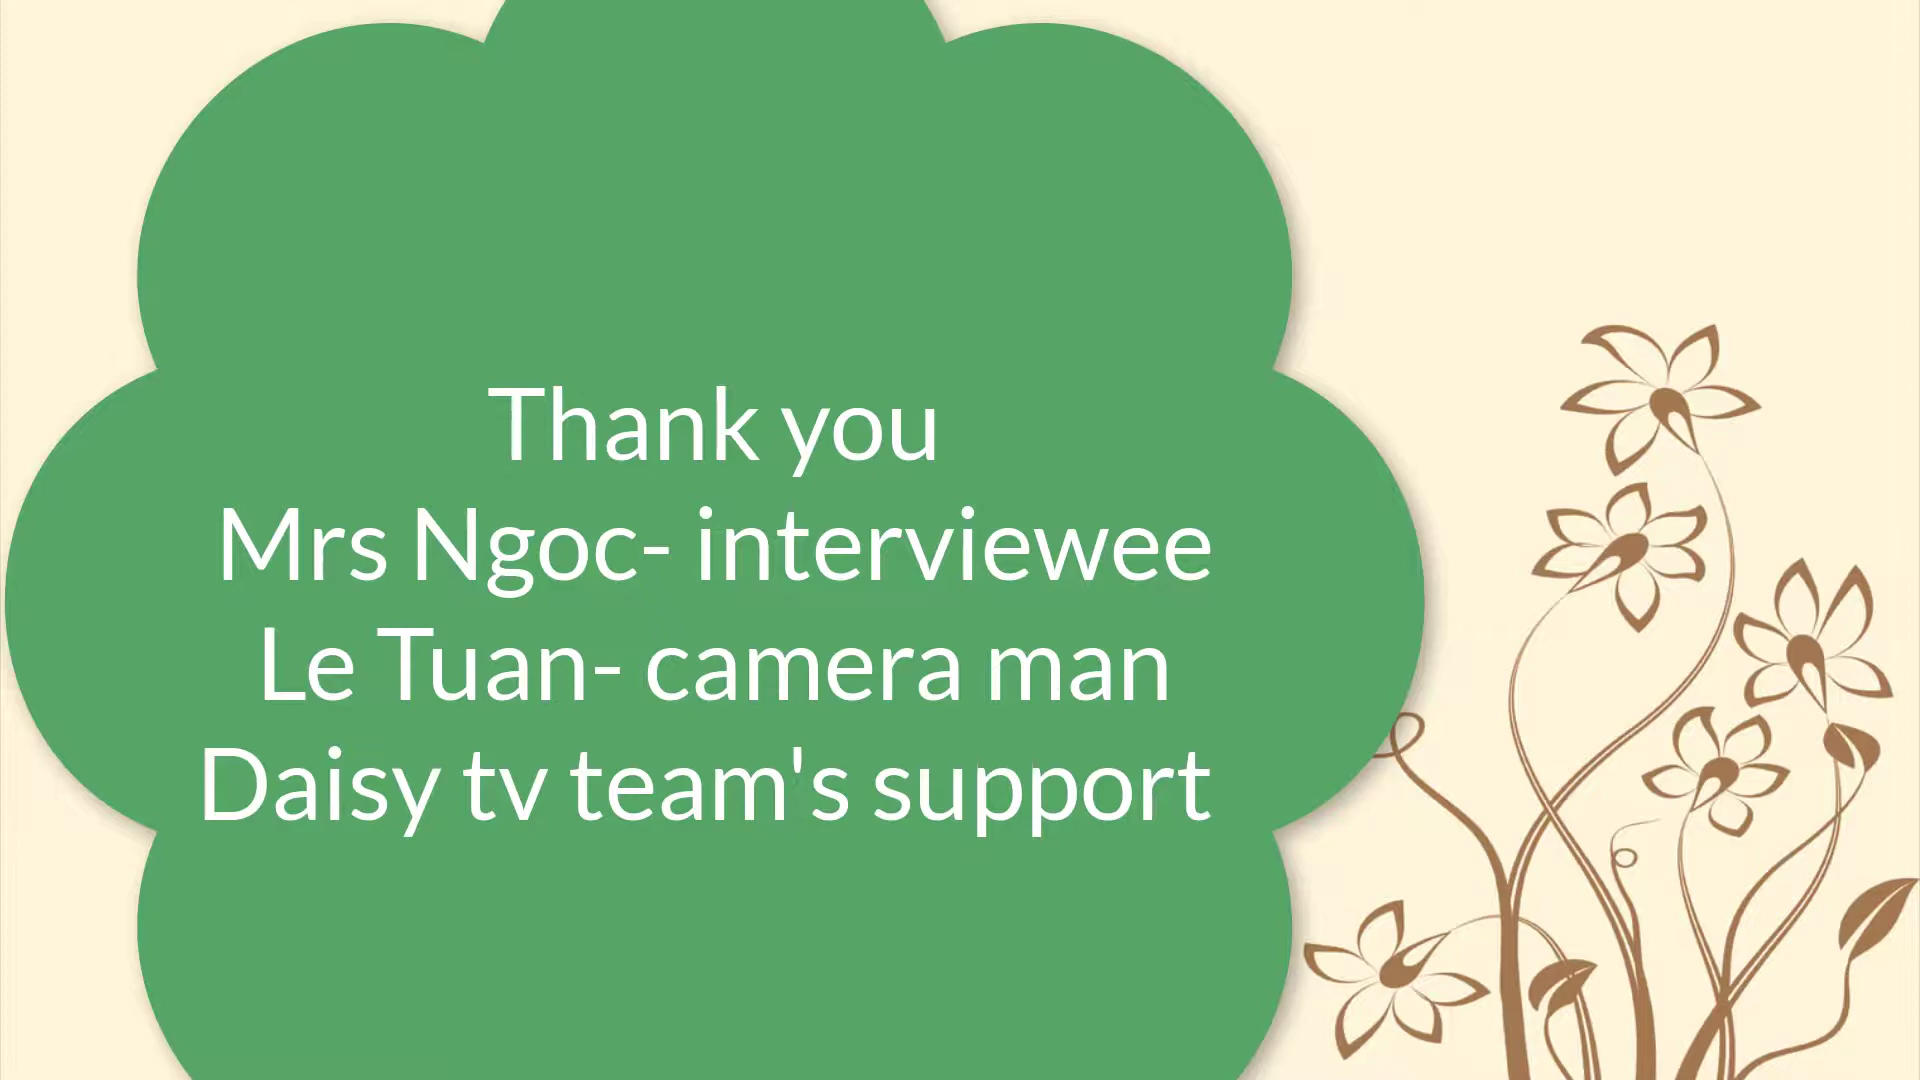 Thank you
Mrs Ngoc- interviewee
Le Tuan- camera man
Daisy tv team's support